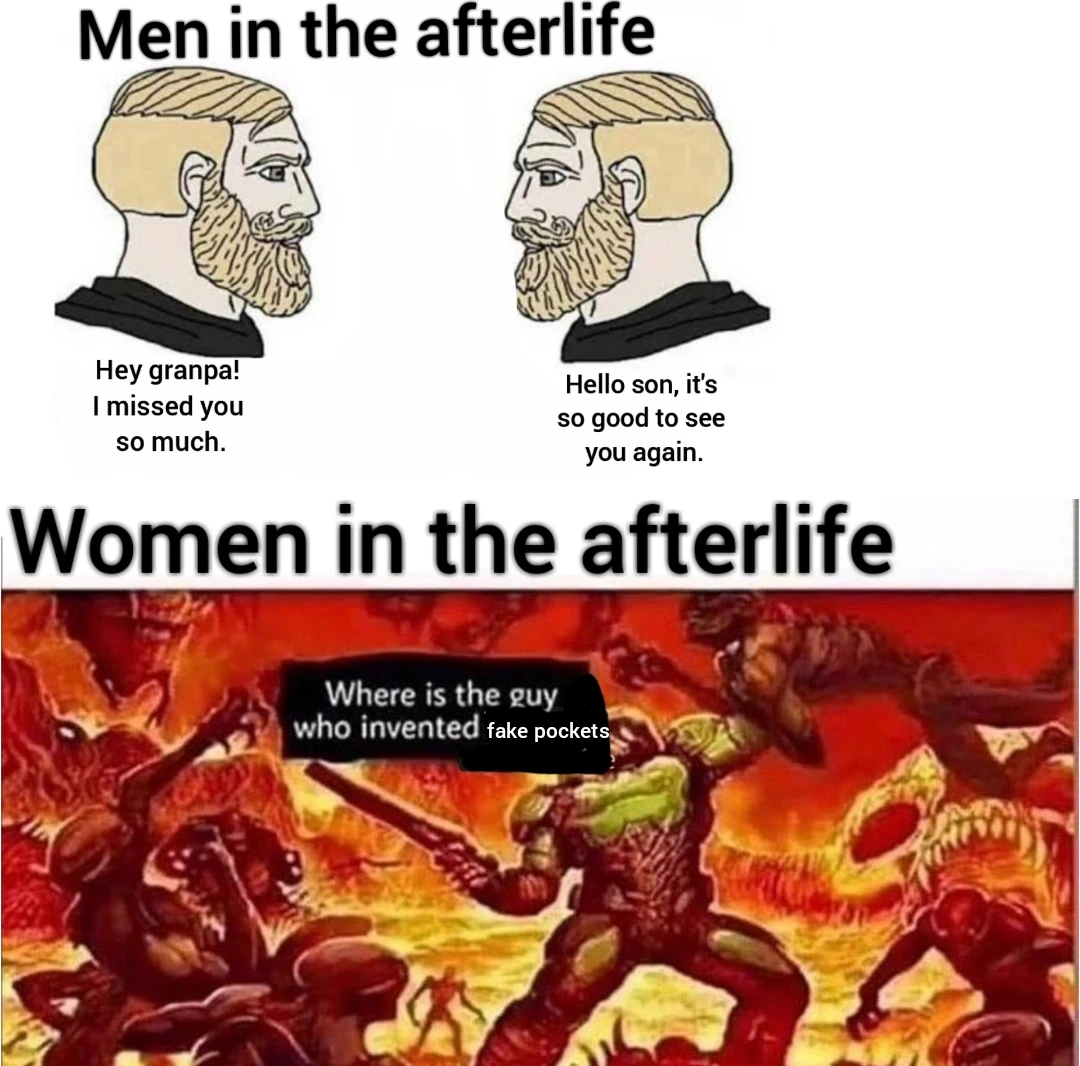 Men in the afterlife
Hey granpa!
I missed you
so much.
Hello son, it's
so good to see
you again.
Women in the afterlife
Where is the guy
who invented fake pockets